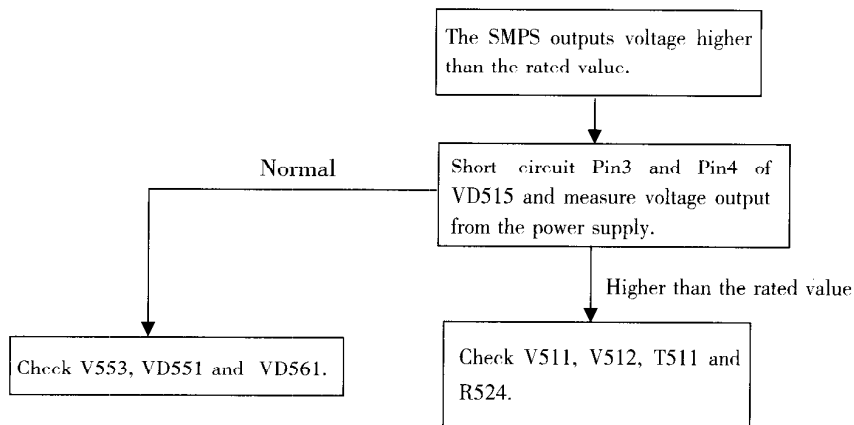 The SMPS outputs voltage higher
than the rated value.
Normal
Short circuit Pin3 and Pin4 of
VD515 and measure voltage output
from the power supply.
Higher than the rated value
Check V553, VD551 and VD561.
Check V511, V512, T511 and
R524.